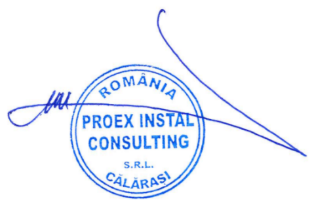 ROMÂNIA
PROEX INSTAL
CONSULTING
S.R.L.
CĂLĂRAȘI